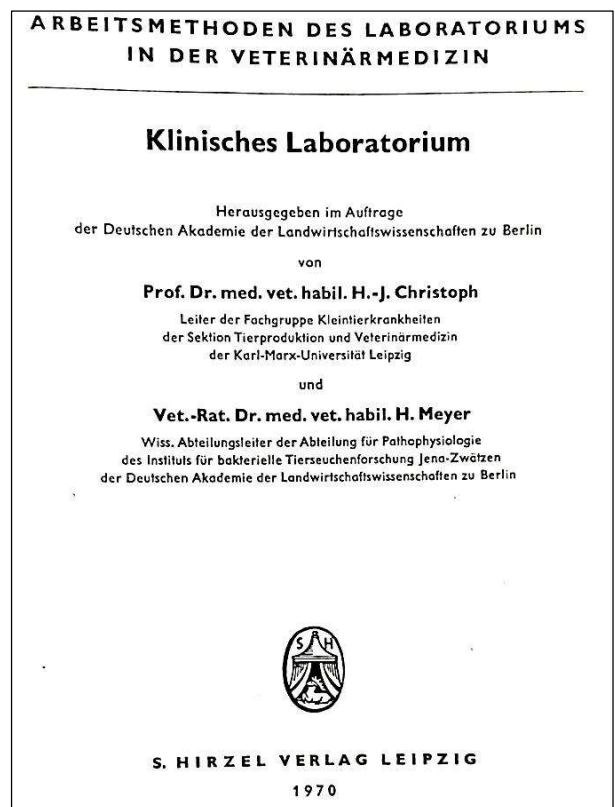 ARBEITSMETHODEN DES LABORATORIUMS
IN DER VETERINÄRMEDIZIN
Klinisches Laboratorium
Herausgegeben im Auftrage
der Deutschen Akademie der Landwirtschaftswissenschaften zu Berlin
von
Prof. Dr. med. vet. habil. H.-J. Christoph
Leiter der Fachgruppe Kleintierkrankheiten
der Sektion Tierproduktion und Veterinärmedizin
der Karl-Marx-Universität Leipzig
und
Vet.-Rat. Dr. med. vet. habil. H. Meyer
Wiss. Abteilungsleiter der Abteilung für Pathophysiologie
des Instituts für bakterielle Tierseuchenforschung Jena-Zwätzen
der Deutschen Akademie der Landwirtschaftswissenschaften zu Berlin
S H
S. HIRZEL VERLAG LEIPZIG
1970